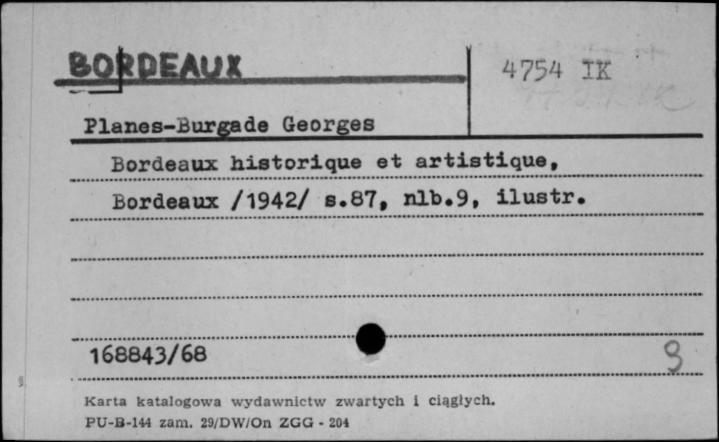 BORDEAUX
4754 IK
Planes-Burgade Georges
Bordeaux historique et artistique,
Bordeaux /1942/ s.87, nlb.9, ilustr.
168843/68
Karta katalogowa wydawnictw zwartych i ciągłych.
PU-B-144 zam. 29/DW/On ZGG - 204